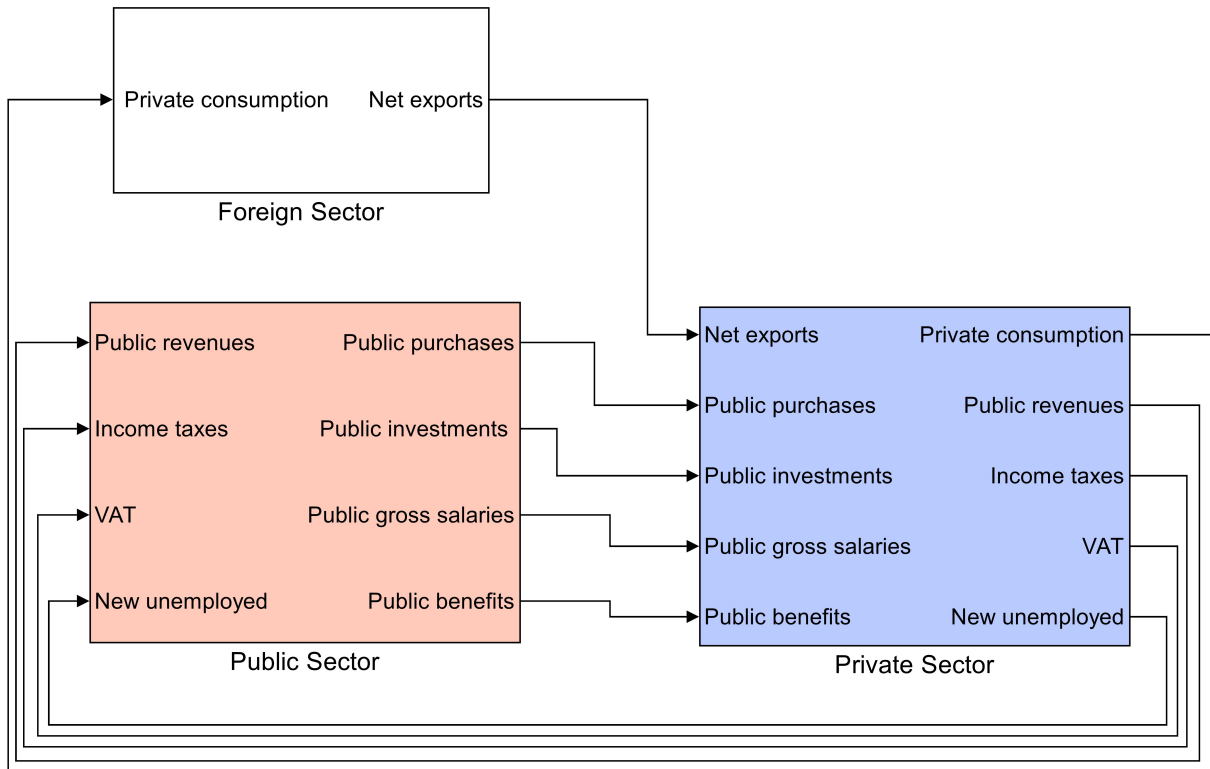 Private consumption
Net exports
Foreign Sector
Public revenues
Public purchases
Income taxes
Public investments
VAT
Public gross salaries
New unemployed
Public benefits
Public Sector
Net exports
Private consumption
Public purchases
Public revenues
Public investments
Income taxes
Public gross salaries
VAT
Public benefits
New unemployed
Private Sector